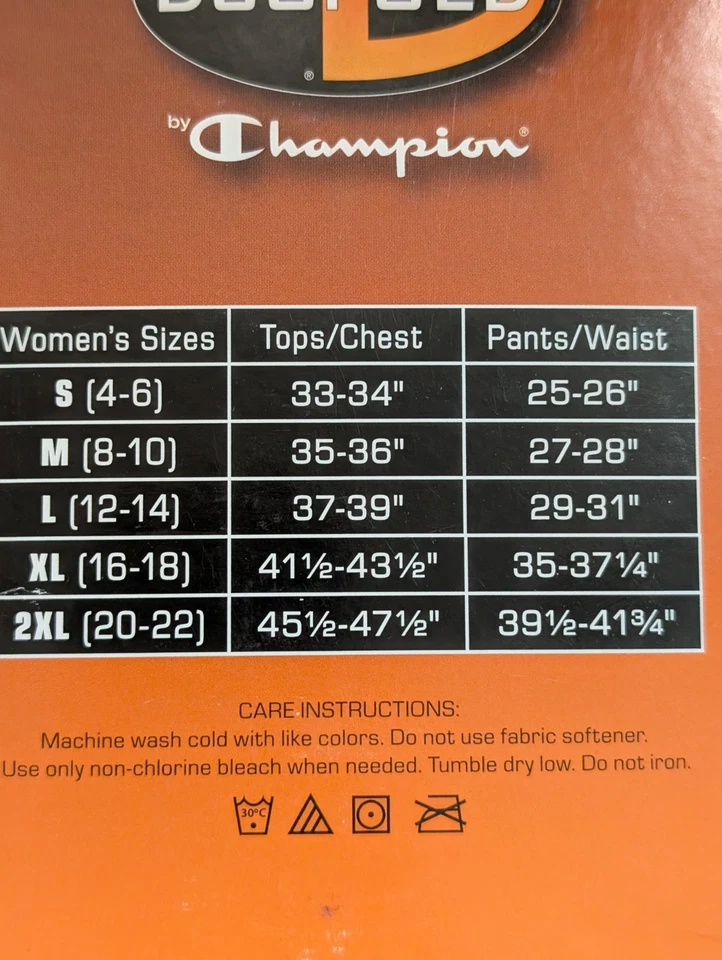 by Champion®
Women's Sizes Tops/Chest Pants/Waist
S (4-6) 33-34" 25-26"
M (8-10) 35-36" 27-28"
L (12-14) 37-39" 29-31"
XL (16-18) 41½-43½" 35-37¼"
2XL (20-22) 45½-47½" 39½-41¾"
CARE INSTRUCTIONS:
Machine wash cold with like colors. Do not use fabric softener.
Use only non-chlorine bleach when needed. Tumble dry low. Do not iron.
30°C